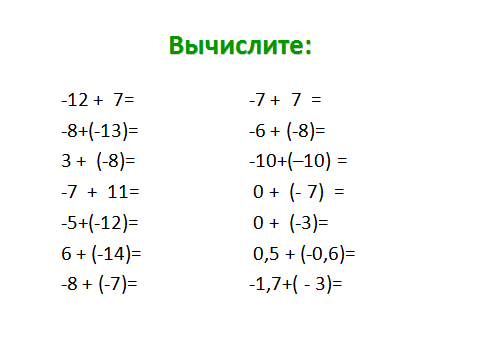 Вычислите:
-12 + 7=
-8+(-13)=
3 + (-8)=
-7 + 11=
-5+(-12)=
6 + (-14)=
-8 + (-7)=
-7 + 7 =
-6 + (-8)=
-10+(–10) =
0 + (- 7) =
0 + (-3)=
0,5 + (-0,6)=
-1,7+( - 3)=